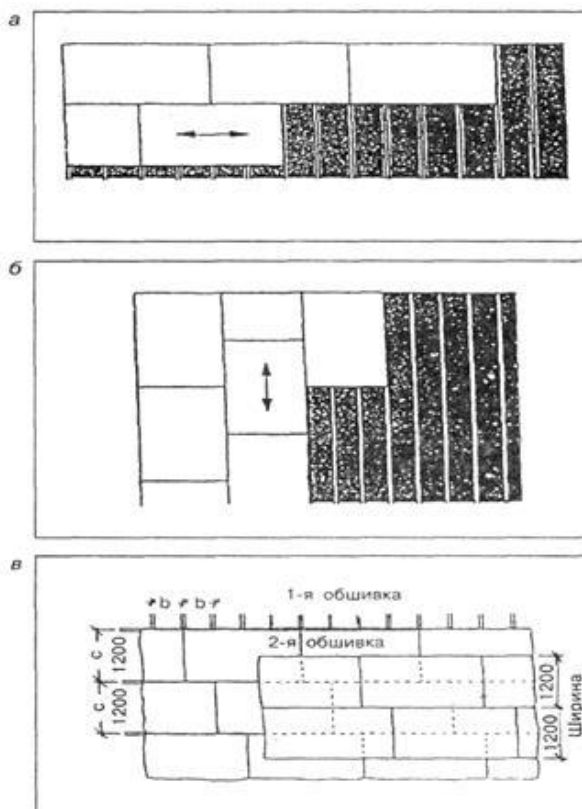 а
б
в
b b
1-я обшивка
2-я обшивка
с 1200
с 1200
1200
1200
Ширина